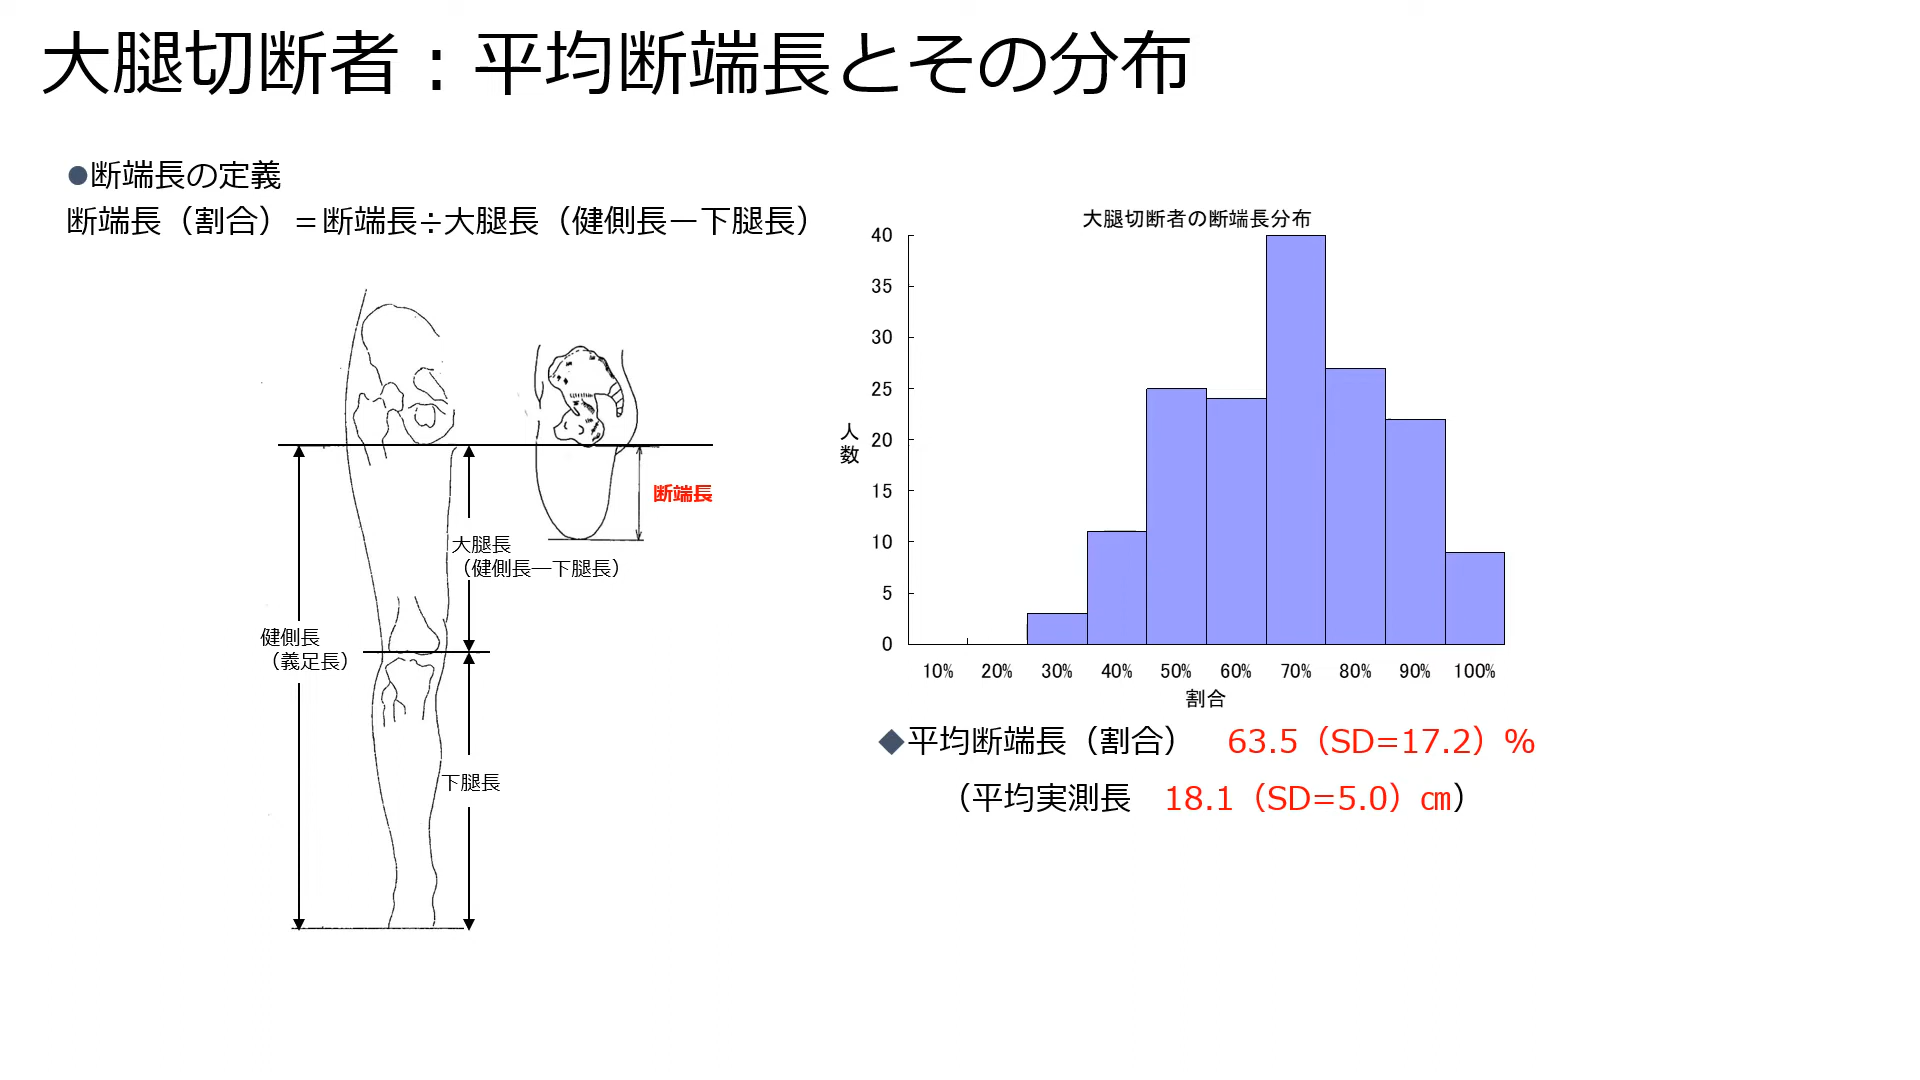 大腿切断者：平均断端長とその分布
●断端長の定義
断端長（割合）＝断端長÷大腿長（健側長－下腿長）
断端長
大腿長
（健側長―下腿長）
健側長
（義足長）
下腿長
大腿切断者の断端長分布
人数
40
35
30
25
20
15
10
5
0
10% 20% 30% 40% 50% 60% 70% 80% 90% 100%
割合
◆平均断端長（割合） 63.5（SD=17.2）%
（平均実測長 18.1（SD=5.0）㎝）